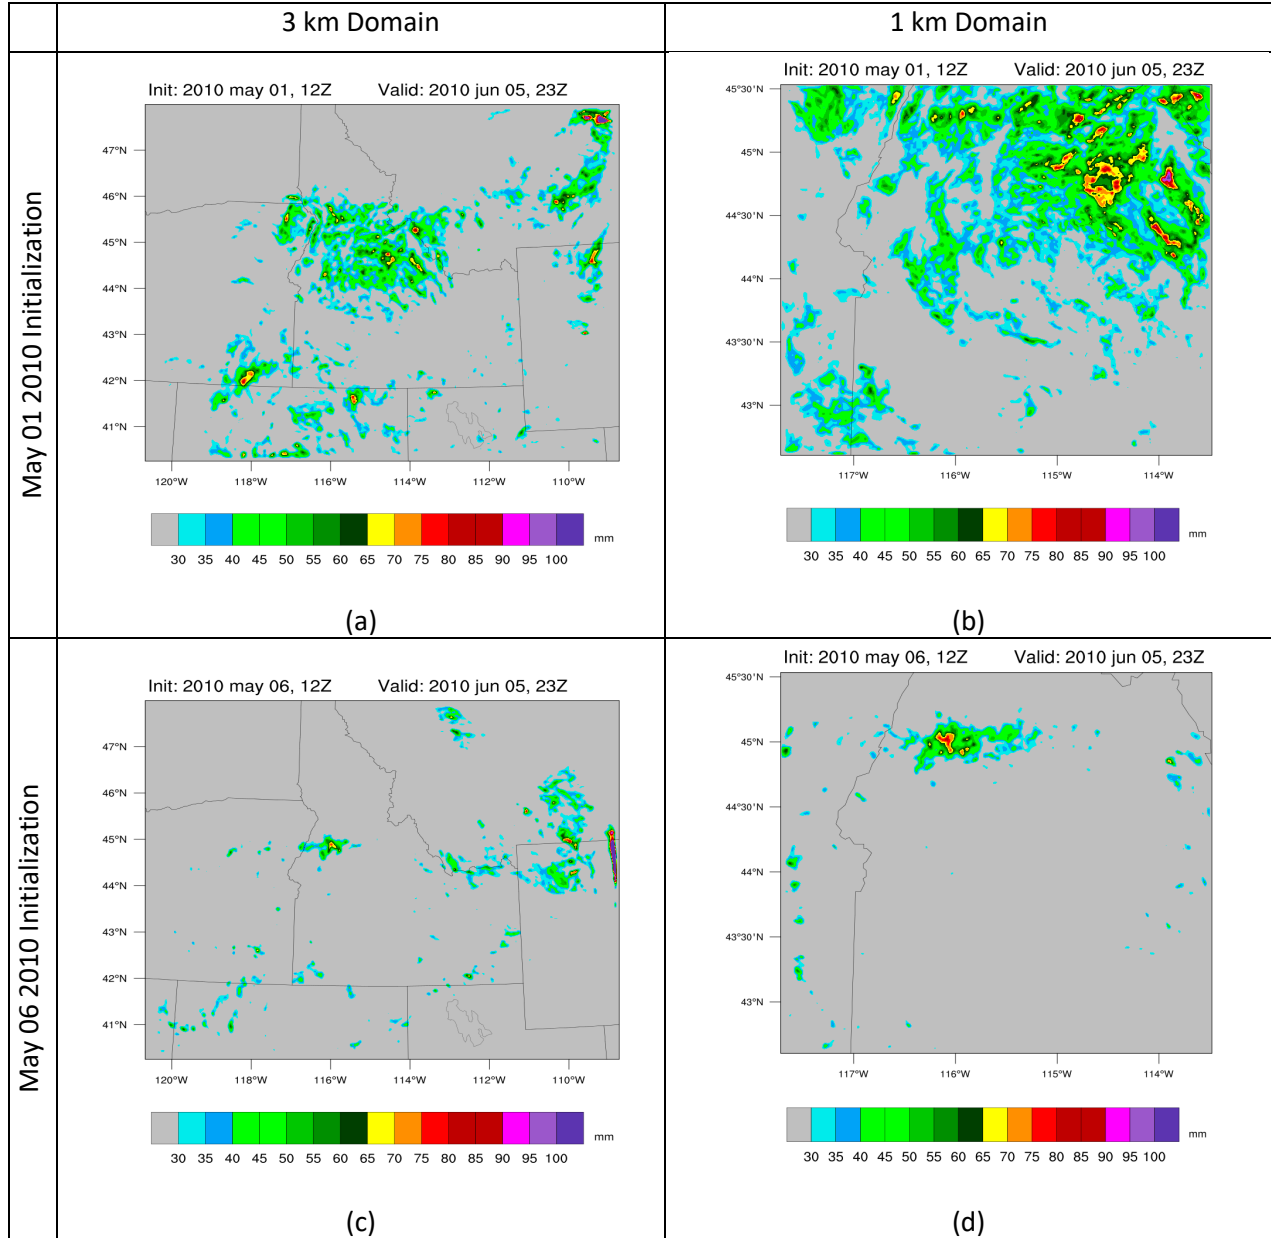 3 km Domain
1 km Domain
May 01 2010 Initialization
Init: 2010 may 01, 12Z Valid: 2010 jun 05, 23Z
47°N
46°N
45°N
44°N
43°N
42°N
41°N
120°W 118°W 116°W 114°W 112°W 110°W
30 35 40 45 50 55 60 65 70 75 80 85 90 95 100 mm
(a)
Init: 2010 may 01, 12Z Valid: 2010 jun 05, 23Z
45°30'N
45°N
44°30'N
44°N
43°30'N
43°N
117°W 116°W 115°W 114°W
30 35 40 45 50 55 60 65 70 75 80 85 90 95 100 mm
(b)
May 06 2010 Initialization
Init: 2010 may 06, 12Z Valid: 2010 jun 05, 23Z
47°N
46°N
45°N
44°N
43°N
42°N
41°N
120°W 118°W 116°W 114°W 112°W 110°W
30 35 40 45 50 55 60 65 70 75 80 85 90 95 100 mm
(c)
Init: 2010 may 06, 12Z Valid: 2010 jun 05, 23Z
45°30'N
45°N
44°30'N
44°N
43°30'N
43°N
117°W 116°W 115°W 114°W
30 35 40 45 50 55 60 65 70 75 80 85 90 95 100 mm
(d)